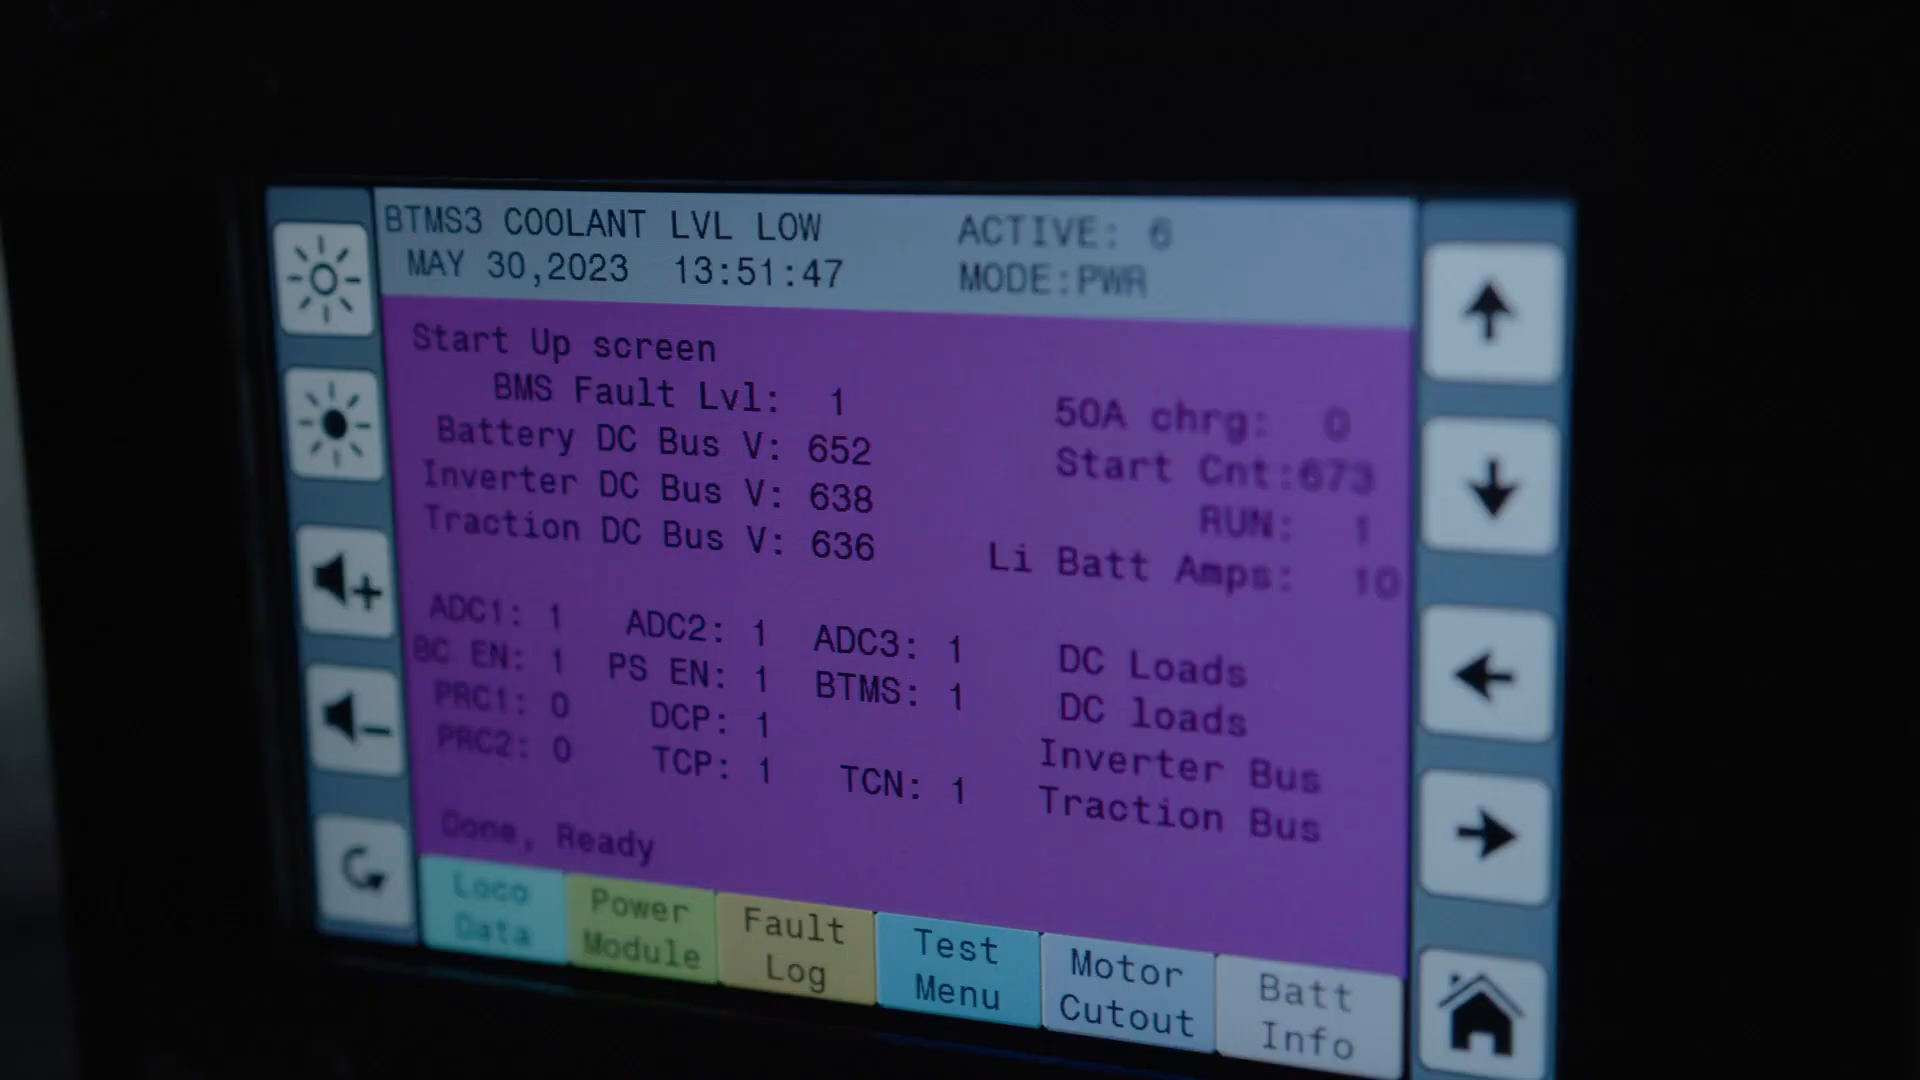 BTMS3 COOLANT LVL LOW ACTIVE: 6
MAY 30,2023 13:51:47 MODE:PWR
Start Up screen
BMS Fault Lvl: 1 50A chrg: 0
Battery DC Bus V: 652 Start Cnt:673
Inverter DC Bus V: 638 RUN: 1
Traction DC Bus V: 636 Li Batt Amps: 10
ADC1: 1 ADC2: 1 ADC3: 1 DC Loads
BC EN: 1 PS EN: 1 BTMS: 1 DC loads
PRC1: 0 DCP: 1 Inverter Bus
PRC2: 0 TCP: 1 TCN: 1 Traction Bus
Done, Ready
Loco Data
Power Module
Fault Log
Test Menu
Motor Cutout
Batt Info